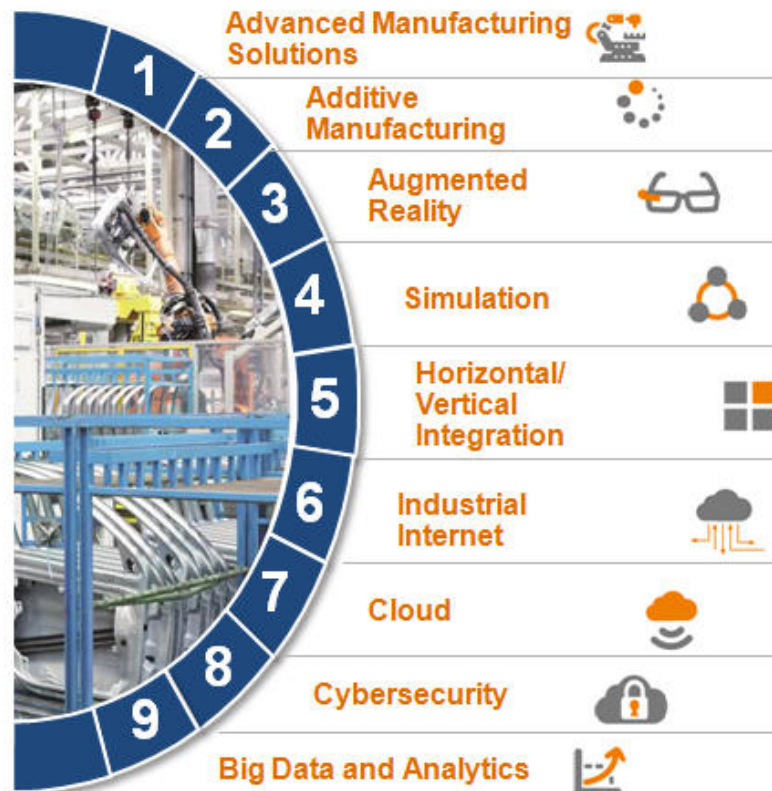 1
Advanced Manufacturing
Solutions
2
Additive
Manufacturing
3
Augmented
Reality
4
Simulation
5
Horizontal/
Vertical
Integration
6
Industrial
Internet
7
Cloud
8
Cybersecurity
9
Big Data and Analytics